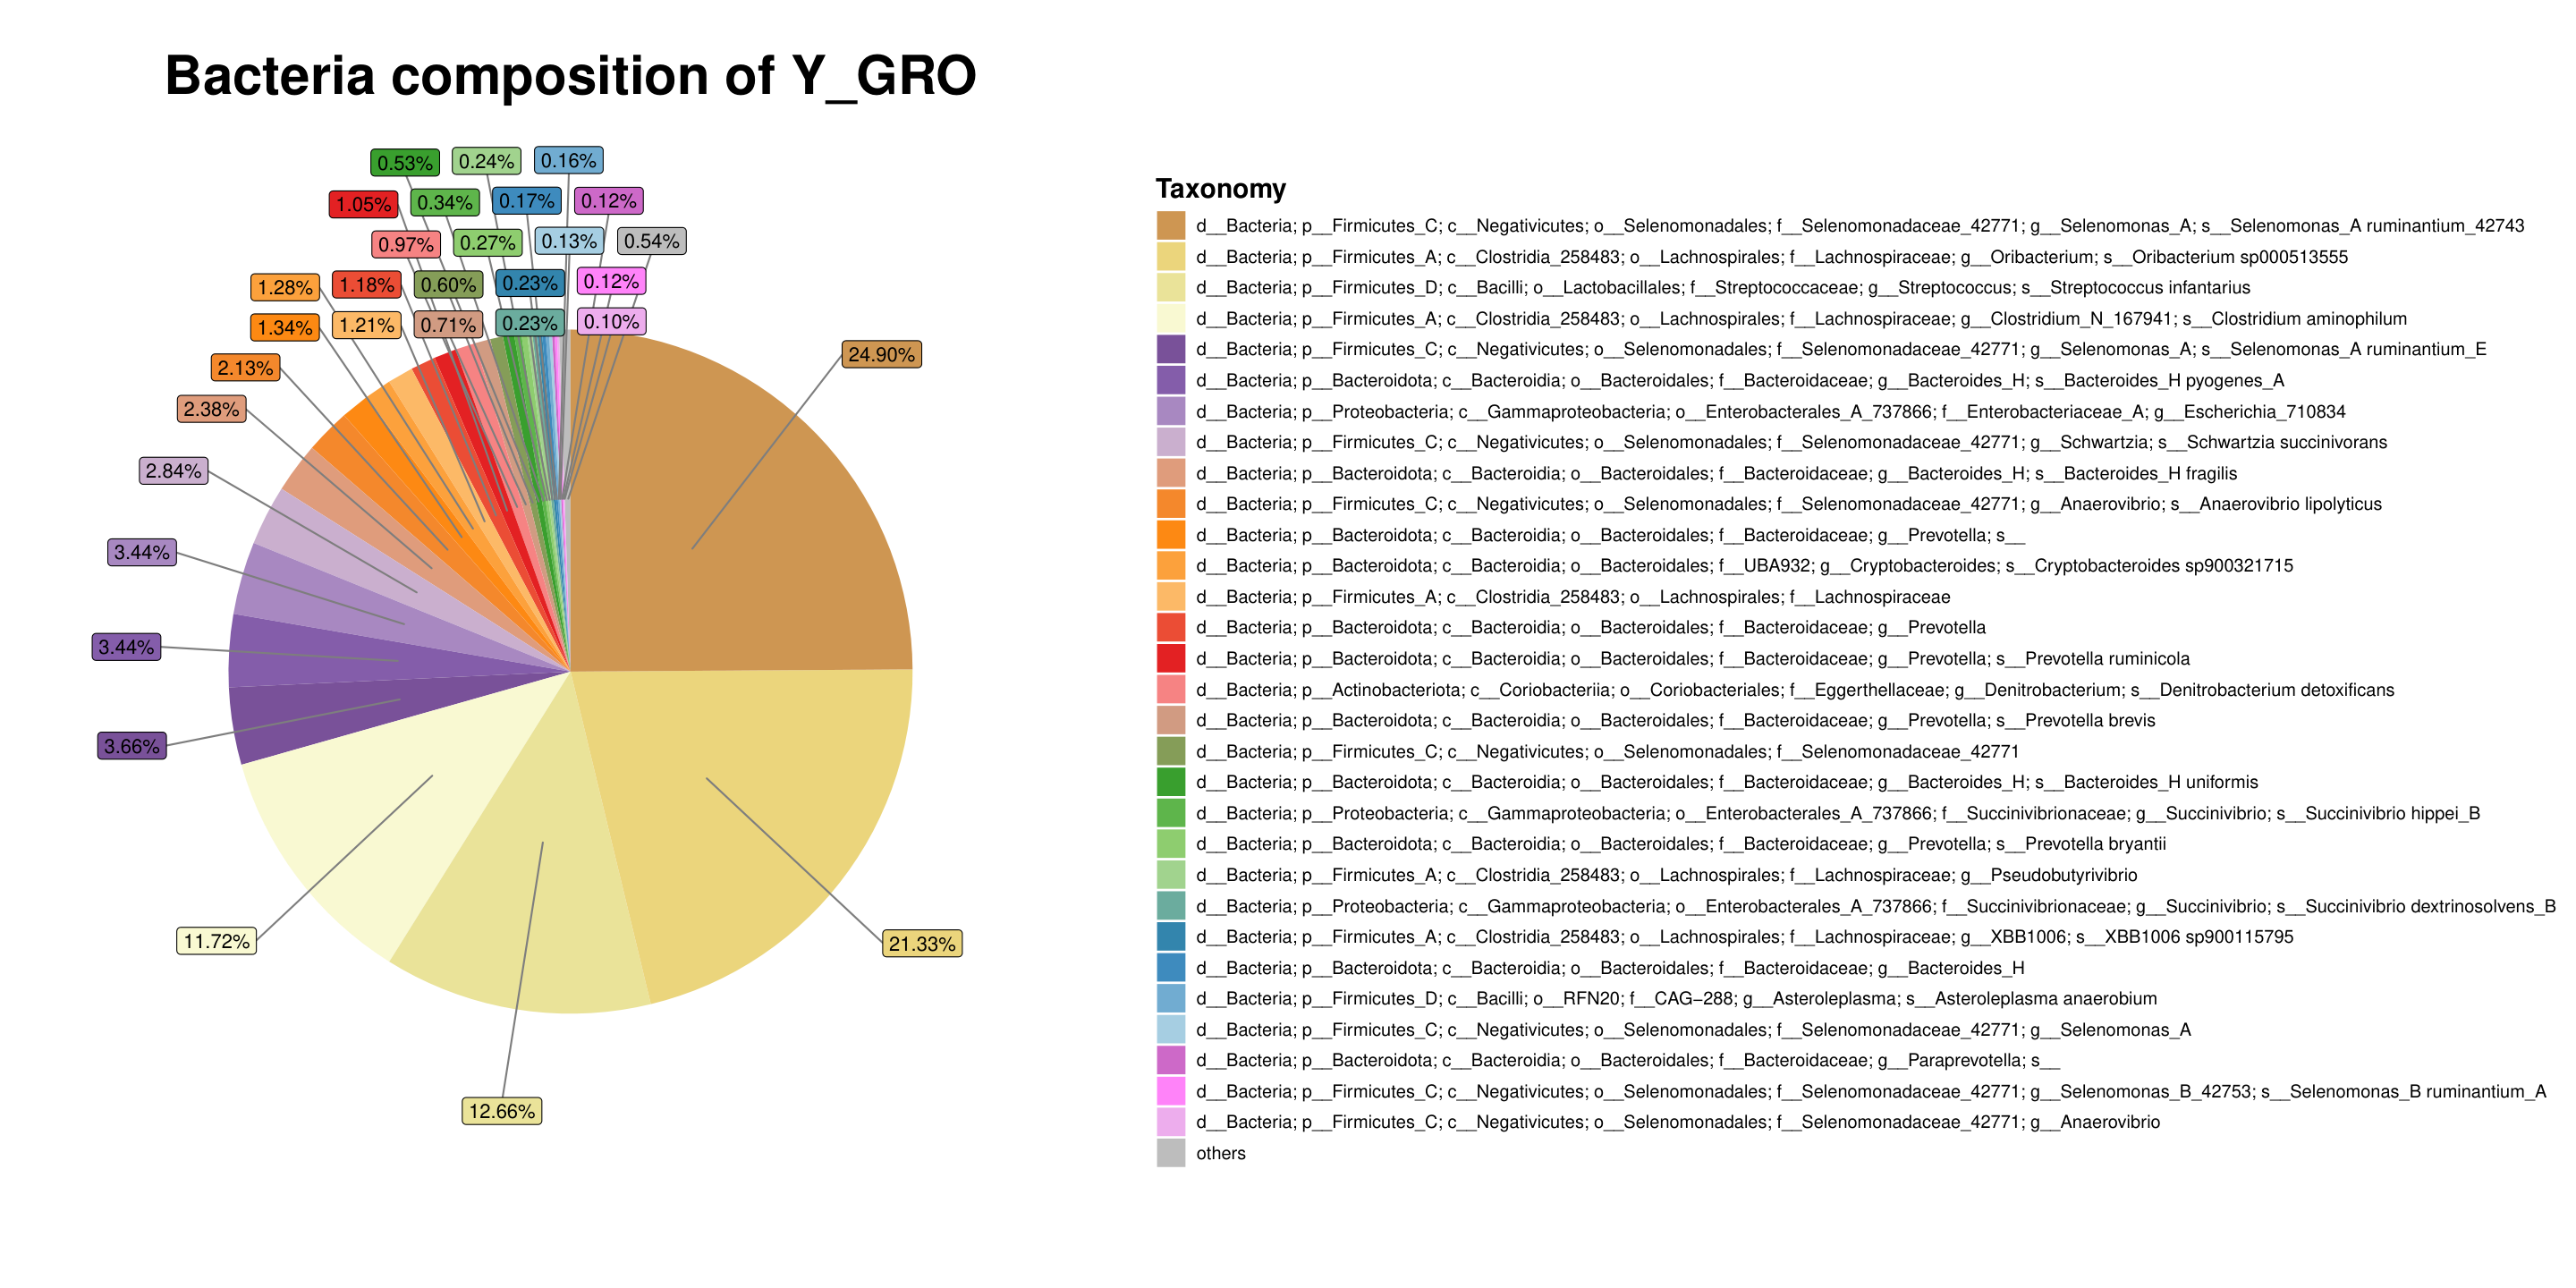 Bacteria composition of Y_GRO
0.53%
0.24%
0.16%
1.05%
0.34%
0.17%
0.12%
0.97%
0.27%
0.13%
0.54%
1.28%
1.18%
0.60%
0.23%
0.12%
1.34%
1.21%
0.71%
0.23%
0.10%
2.13%
24.90%
2.38%
2.84%
3.44%
3.44%
3.66%
11.72%
21.33%
12.66%
Taxonomy
d__Bacteria; p__Firmicutes_C; c__Negativicutes; o__Selenomonadales; f__Selenomonadaceae_42771; g__Selenomonas_A; s__Selenomonas_A ruminantium_42743
d__Bacteria; p__Firmicutes_A; c__Clostridia_258483; o__Lachnospirales; f__Lachnospiraceae; g__Oribacterium; s__Oribacterium sp000513555
d__Bacteria; p__Firmicutes_D; c__Bacilli; o__Lactobacillales; f__Streptococcaceae; g__Streptococcus; s__Streptococcus infantarius
d__Bacteria; p__Firmicutes_A; c__Clostridia_258483; o__Lachnospirales; f__Lachnospiraceae; g__Clostridium_N_167941; s__Clostridium aminophilum
d__Bacteria; p__Firmicutes_C; c__Negativicutes; o__Selenomonadales; f__Selenomonadaceae_42771; g__Selenomonas_A; s__Selenomonas_A ruminantium_E
d__Bacteria; p__Bacteroidota; c__Bacteroidia; o__Bacteroidales; f__Bacteroidaceae; g__Bacteroides_H; s__Bacteroides_H pyogenes_A
d__Bacteria; p__Proteobacteria; c__Gammaproteobacteria; o__Enterobacterales_A_737866; f__Enterobacteriaceae_A; g__Escherichia_710834
d__Bacteria; p__Firmicutes_C; c__Negativicutes; o__Selenomonadales; f__Selenomonadaceae_42771; g__Schwartzia; s__Schwartzia succinivorans
d__Bacteria; p__Bacteroidota; c__Bacteroidia; o__Bacteroidales; f__Bacteroidaceae; g__Bacteroides_H; s__Bacteroides_H fragilis
d__Bacteria; p__Firmicutes_C; c__Negativicutes; o__Selenomonadales; f__Selenomonadaceae_42771; g__Anaerovibrio; s__Anaerovibrio lipolyticus
d__Bacteria; p__Bacteroidota; c__Bacteroidia; o__Bacteroidales; f__Bacteroidaceae; g__Prevotella; s__
d__Bacteria; p__Bacteroidota; c__Bacteroidia; o__Bacteroidales; f__UBA932; g__Cryptobacteroides; s__Cryptobacteroides sp900321715
d__Bacteria; p__Firmicutes_A; c__Clostridia_258483; o__Lachnospirales; f__Lachnospiraceae
d__Bacteria; p__Bacteroidota; c__Bacteroidia; o__Bacteroidales; f__Bacteroidaceae; g__Prevotella
d__Bacteria; p__Bacteroidota; c__Bacteroidia; o__Bacteroidales; f__Bacteroidaceae; g__Prevotella; s__Prevotella ruminicola
d__Bacteria; p__Actinobacteriota; c__Coriobacteriia; o__Coriobacteriales; f__Eggerthellaceae; g__Denitrobacterium; s__Denitrobacterium detoxificans
d__Bacteria; p__Bacteroidota; c__Bacteroidia; o__Bacteroidales; f__Bacteroidaceae; g__Prevotella; s__Prevotella brevis
d__Bacteria; p__Firmicutes_C; c__Negativicutes; o__Selenomonadales; f__Selenomonadaceae_42771
d__Bacteria; p__Bacteroidota; c__Bacteroidia; o__Bacteroidales; f__Bacteroidaceae; g__Bacteroides_H; s__Bacteroides_H uniformis
d__Bacteria; p__Proteobacteria; c__Gammaproteobacteria; o__Enterobacterales_A_737866; f__Succinivibrionaceae; g__Succinivibrio; s__Succinivibrio hippei_B
d__Bacteria; p__Bacteroidota; c__Bacteroidia; o__Bacteroidales; f__Bacteroidaceae; g__Prevotella; s__Prevotella bryantii
d__Bacteria; p__Firmicutes_A; c__Clostridia_258483; o__Lachnospirales; f__Lachnospiraceae; g__Pseudobutyrivibrio
d__Bacteria; p__Proteobacteria; c__Gammaproteobacteria; o__Enterobacterales_A_737866; f__Succinivibrionaceae; g__Succinivibrio; s__Succinivibrio dextrinosolvens_B
d__Bacteria; p__Firmicutes_A; c__Clostridia_258483; o__Lachnospirales; f__Lachnospiraceae; g__XBB1006; s__XBB1006 sp900115795
d__Bacteria; p__Bacteroidota; c__Bacteroidia; o__Bacteroidales; f__Bacteroidaceae; g__Bacteroides_H
d__Bacteria; p__Firmicutes_D; c__Bacilli; o__RFN20; f__CAG−288; g__Asteroleplasma; s__Asteroleplasma anaerobium
d__Bacteria; p__Firmicutes_C; c__Negativicutes; o__Selenomonadales; f__Selenomonadaceae_42771; g__Selenomonas_A
d__Bacteria; p__Bacteroidota; c__Bacteroidia; o__Bacteroidales; f__Bacteroidaceae; g__Paraprevotella; s__
d__Bacteria; p__Firmicutes_C; c__Negativicutes; o__Selenomonadales; f__Selenomonadaceae_42771; g__Selenomonas_B_42753; s__Selenomonas_B ruminantium_A
d__Bacteria; p__Firmicutes_C; c__Negativicutes; o__Selenomonadales; f__Selenomonadaceae_42771; g__Anaerovibrio
others